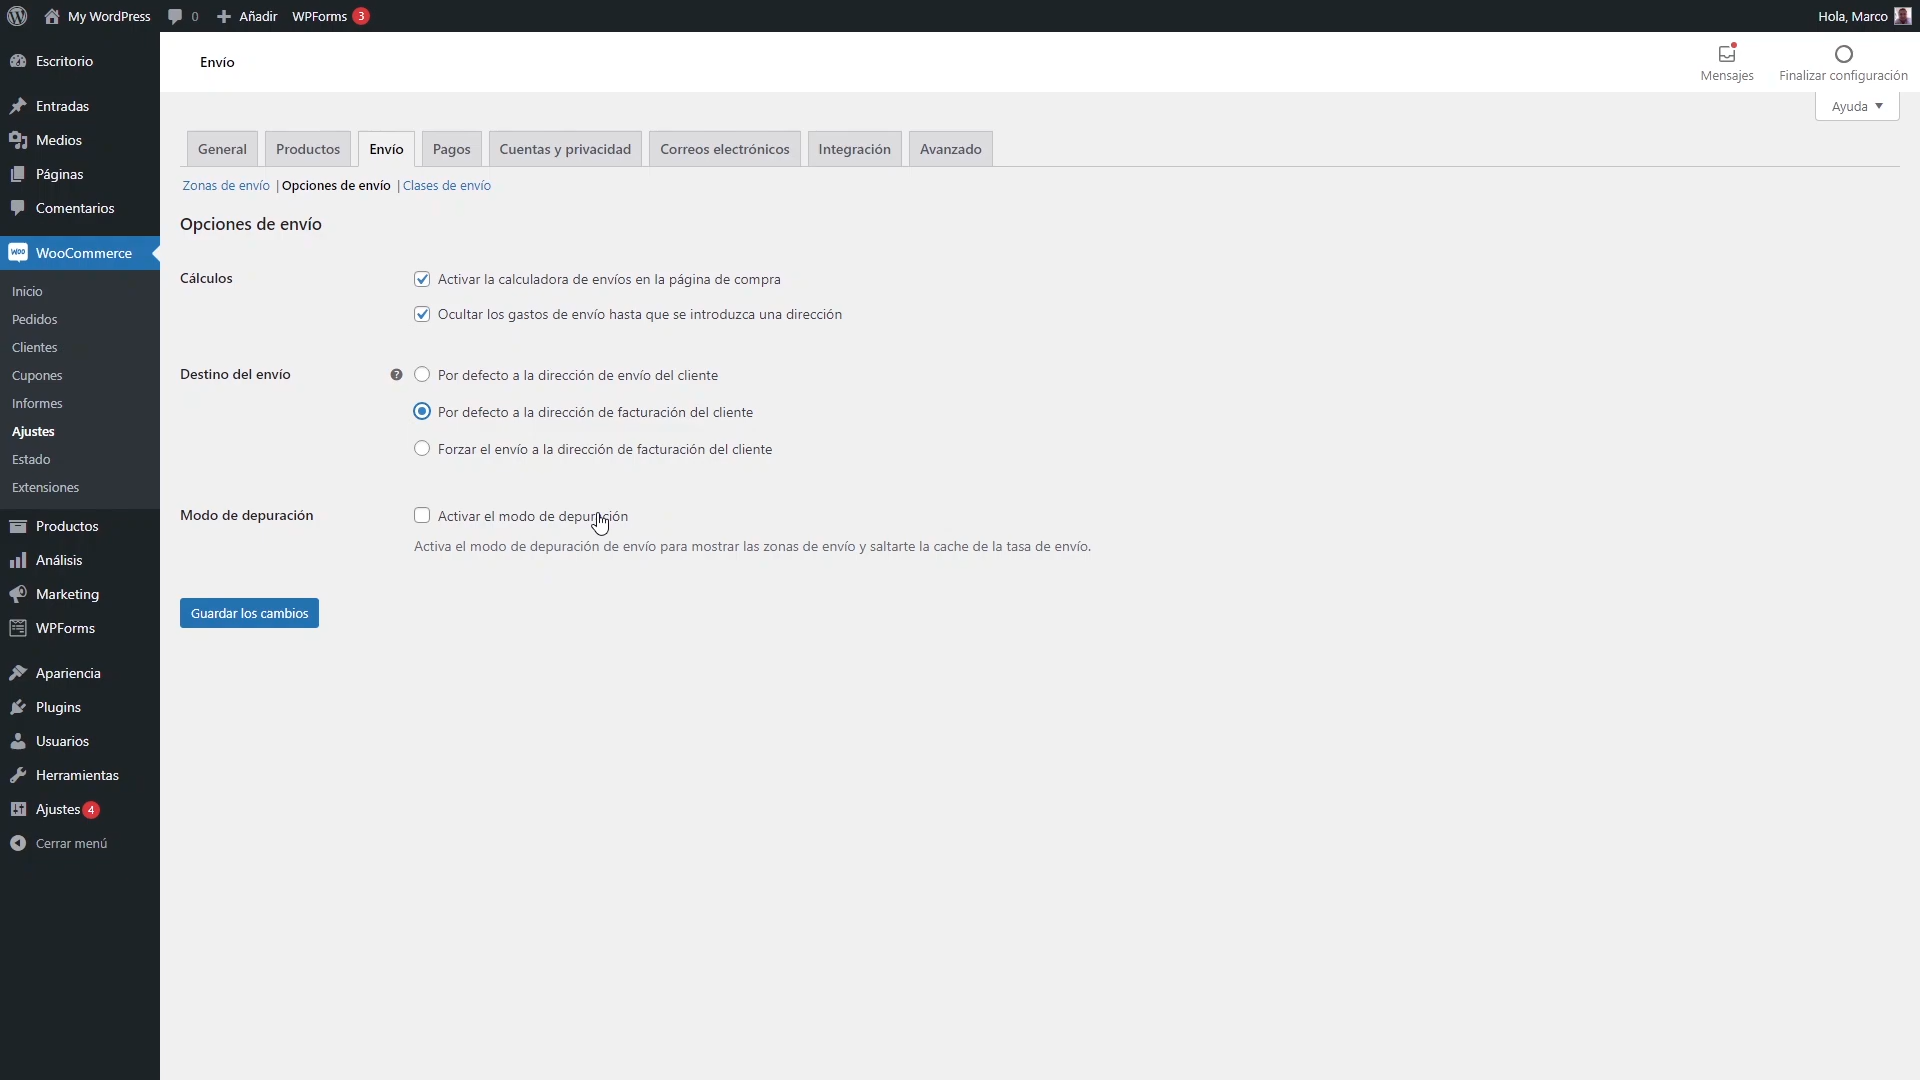 My WordPress
0
Añadir
WPForms 3
Hola, Marco
Escritorio
Entradas
Medios
Páginas
Comentarios
WooCommerce
Inicio
Pedidos
Clientes
Cupones
Informes
Ajustes
Estado
Extensiones
Productos
Análisis
Marketing
WPForms
Apariencia
Plugins
Usuarios
Herramientas
Ajustes 4
Cerrar menú
Envío
Mensajes
Finalizar configuración
Ayuda
General
Productos
Envío
Pagos
Cuentas y privacidad
Correos electrónicos
Integración
Avanzado
Zonas de envío | Opciones de envío | Clases de envío
Opciones de envío
Cálculos
Activar la calculadora de envíos en la página de compra
Ocultar los gastos de envío hasta que se introduzca una dirección
Destino del envío
?
Por defecto a la dirección de envío del cliente
Por defecto a la dirección de facturación del cliente
Forzar el envío a la dirección de facturación del cliente
Modo de depuración
Activar el modo de depuración
Activa el modo de depuración de envío para mostrar las zonas de envío y saltarte la cache de la tasa de envío.
Guardar los cambios